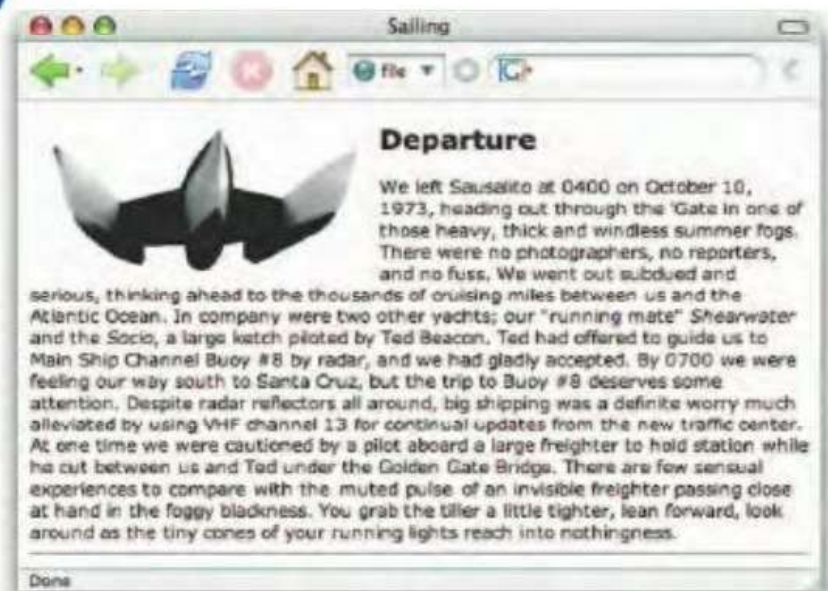 Sailing
file
Departure
We left Sausalito at 0400 on October 10,
1973, heading out through the 'Gate in one of
those heavy, thick and windless summer fogs.
There were no photographers, no reporters,
and no fuss. We went out subdued and
serious, thinking ahead to the thousands of cruising miles between us and the
Atlantic Ocean. In company were two other yachts; our "running mate" Shearwater
and the Socio, a large ketch piloted by Ted Beacon. Ted had offered to guide us to
Main Ship Channel Buoy #8 by radar, and we had gladly accepted. By 0700 we were
feeling our way south to Santa Cruz, but the trip to Buoy #8 deserves some
attention. Despite radar reflectors all around, big shipping was a definite worry much
alleviated by using VHF channel 13 for continual updates from the new traffic center.
At one time we were cautioned by a pilot aboard a large freighter to hold station while
he cut between us and Ted under the Golden Gate Bridge. There are few sensual
experiences to compare with the muted pulse of an invisible freighter passing close
at hand in the foggy blackness. You grab the tiller a little tighter, lean forward, look
around as the tiny cones of your running lights reach into nothingness.
Done